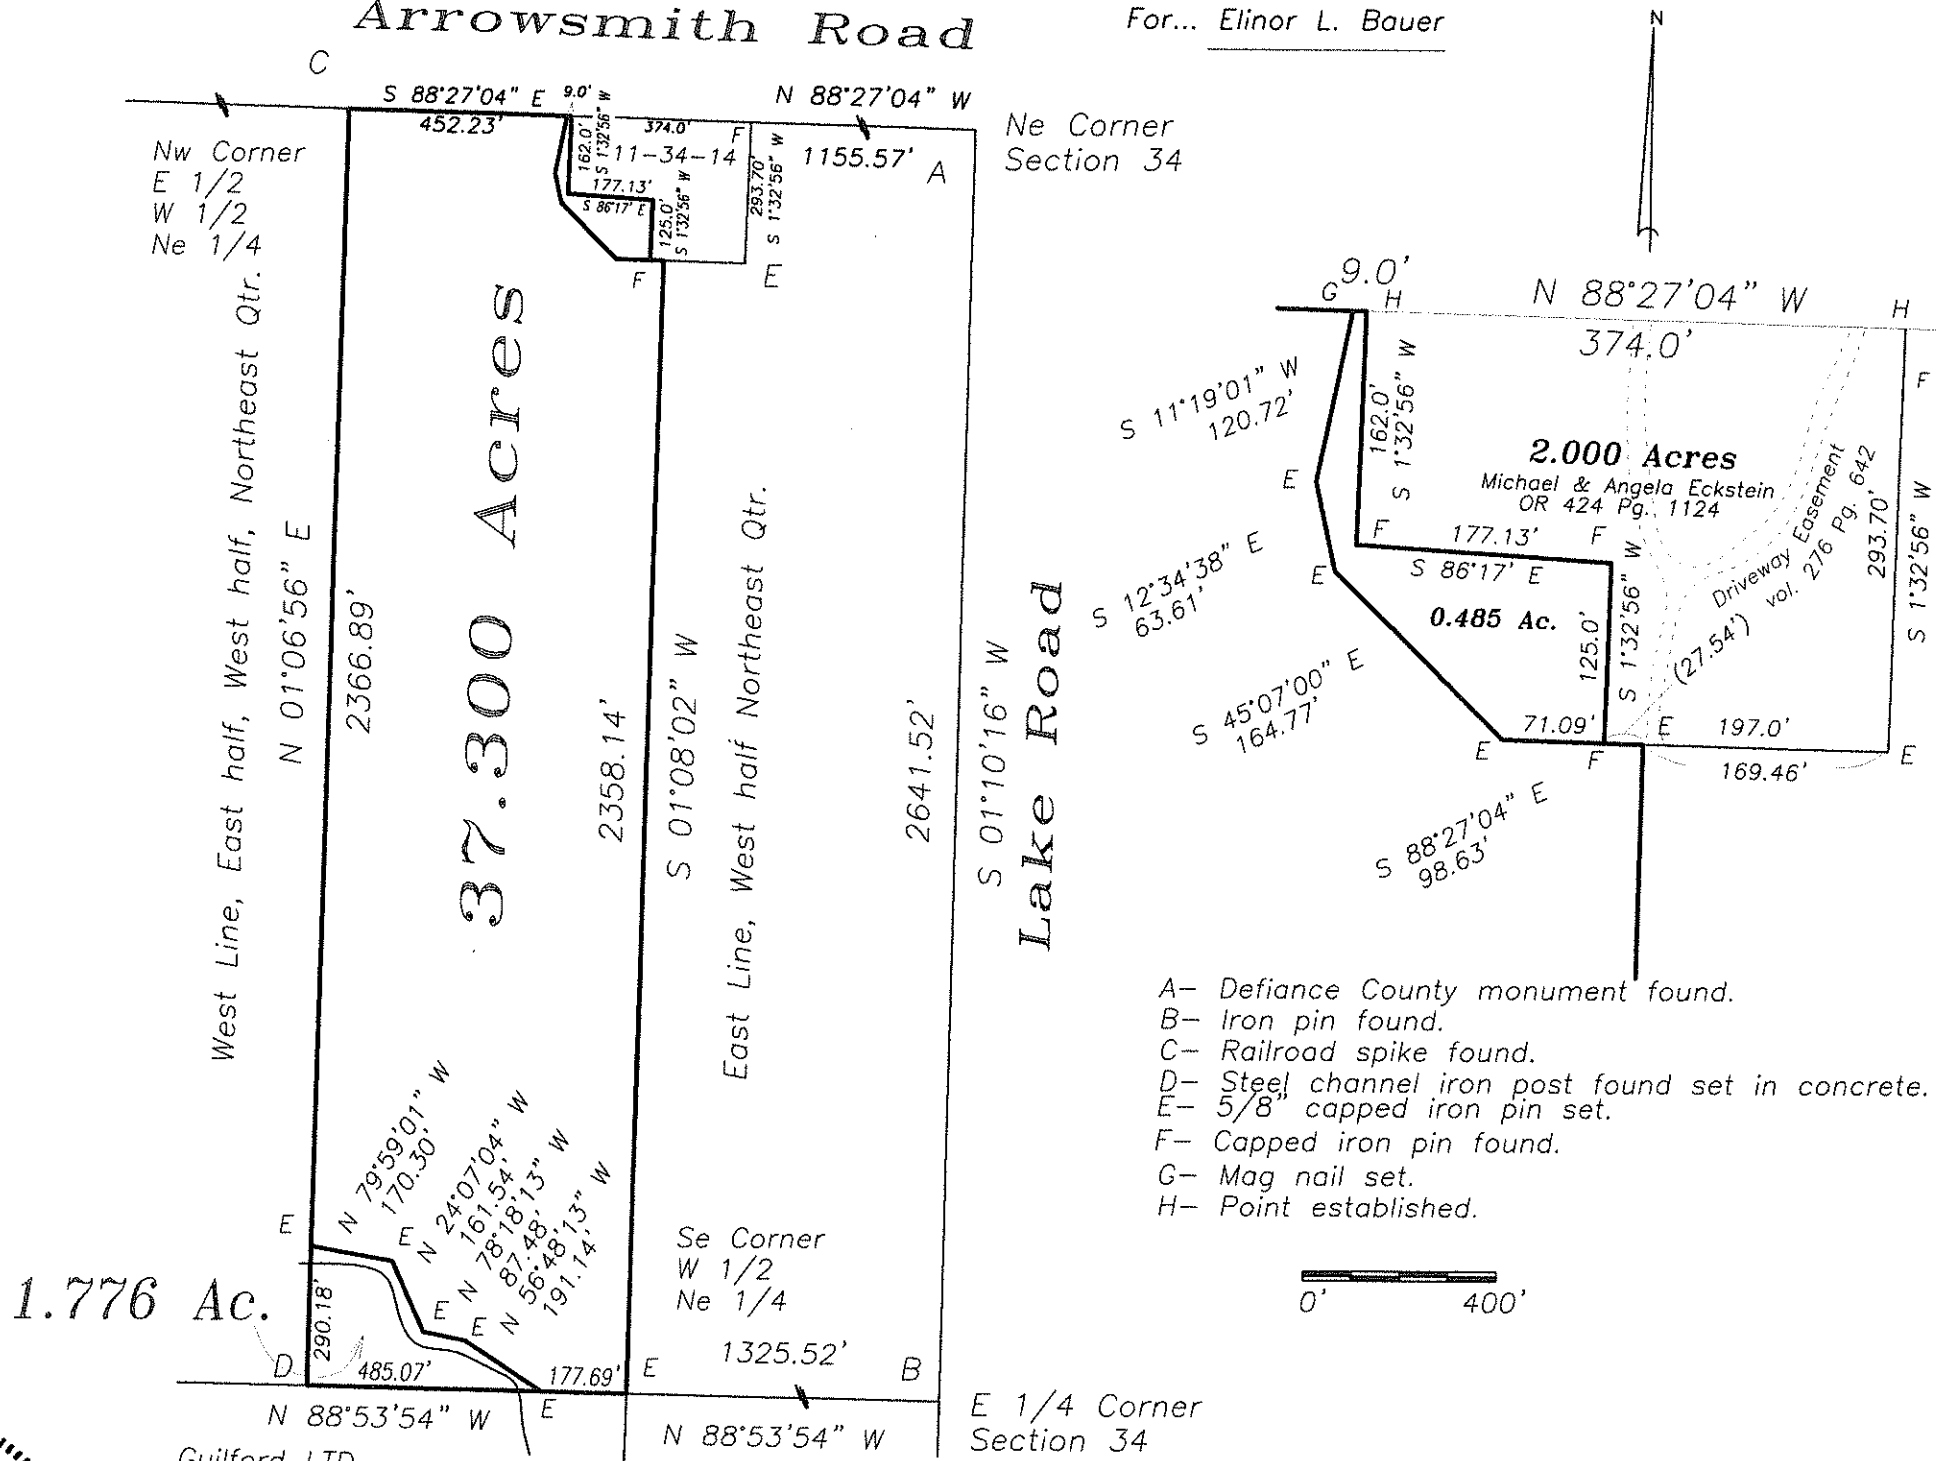 Arrowsmith Road
For... Elinor L. Bauer
N
C
S 88°27'04" E
9.0'
N 88°27'04" W
452.23'
374.0'
F
11-34-14
1155.57'
A
Ne Corner
Section 34
Nw Corner
E 1/2
W 1/2
Ne 1/4
162.0'
S 1°32'56" W
177.13'
S 86°17' E
125.0'
S 1°32'56" W
293.70'
S 1°32'56" W
F
E
West Line, East half, West half, Northeast Qtr.
N 01°06'56" E
2366.89'
37.300 Acres
2358.14'
S 01°08'02" W
East Line, West half Northeast Qtr.
2641.52'
S 01°10'16" W
Lake Road
9.0'
G
H
N 88°27'04" W
H
374.0'
S 11°19'01" W
120.72'
162.0'
S 1°32'56" W
F
2.000 Acres
Michael & Angela Eckstein
OR 424 Pg. 1124
E
F
177.13'
F
S 86°17' E
Driveway Easement
vol. 276 Pg. 642
293.70'
S 1°32'56" W
E
S 12°34'38" E
63.61'
0.485 Ac.
125.0'
S 1°32'56" W
(27.54')
S 45°07'00" E
164.77'
71.09'
E
197.0'
E
F
169.46'
E
S 88°27'04" E
98.63'
A- Defiance County monument found.
B- Iron pin found.
C- Railroad spike found.
D- Steel channel iron post found set in concrete.
E- 5/8" capped iron pin set.
F- Capped iron pin found.
G- Mag nail set.
H- Point established.
0'
400'
N 79°59'01" W
170.30'
N 24°07'04" W
161.54'
N 78°18'13" W
87.48'
N 56°48'13" W
191.14'
E
E
E
E
Se Corner
W 1/2
Ne 1/4
1.776 Ac.
290.18'
D
485.07'
177.69'
E
1325.52'
B
N 88°53'54" W
E
N 88°53'54" W
E 1/4 Corner
Section 34
Guilford LTD